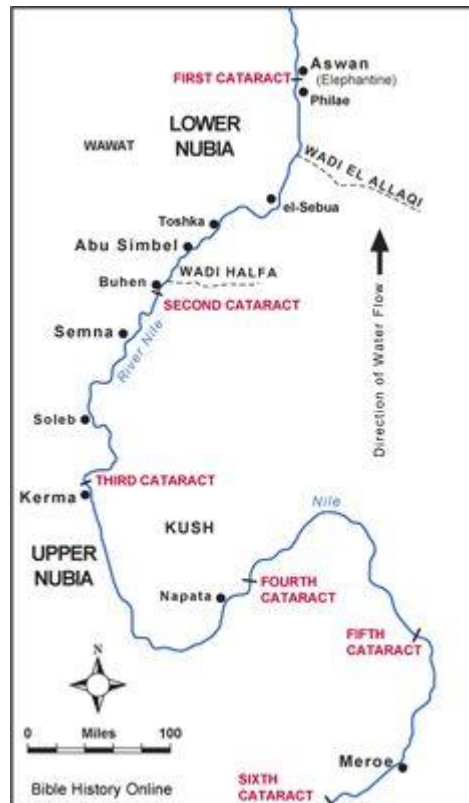 Aswan
(Elephantine)
FIRST CATARACT
Philae
LOWER
NUBIA
WAWAT
WADI EL ALLAQI
el-Sebua
Toshka
Abu Simbel
WADI HALFA
Buhen
SECOND CATARACT
Direction of Water Flow
Semna
River Nile
Soleb
THIRD CATARACT
Kerma
Nile
KUSH
UPPER
NUBIA
FOURTH
CATARACT
Napata
FIFTH
CATARACT
N
0 Miles 100
Meroe
SIXTH
CATARACT
Bible History Online